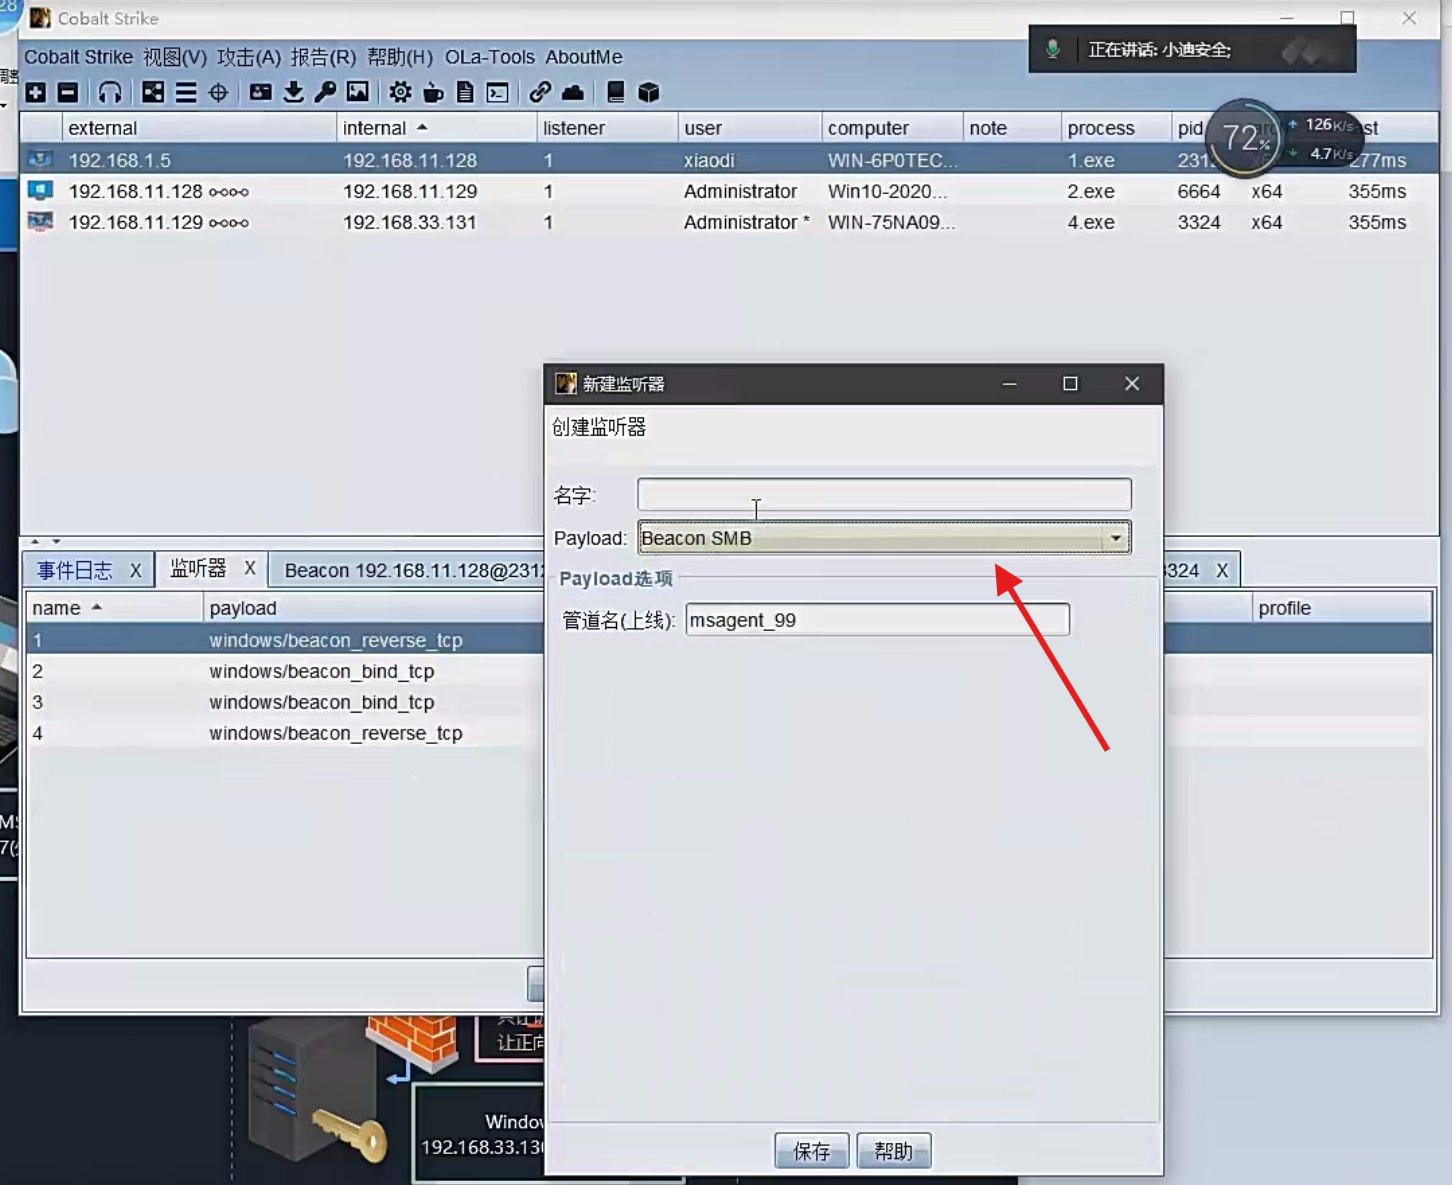 28
Cobalt Strike
Cobalt Strike 视图(V) 攻击(A) 报告(R) 帮助(H) OLa-Tools AboutMe
正在讲话: 小迪安全;
external internal listener user computer note process pid
72% 126K/s 4.7K/s
192.168.1.5 192.168.11.128 1 xiaodi WIN-6P0TEC... 1.exe 277ms
192.168.11.128 192.168.11.129 1 Administrator Win10-2020... 2.exe 6664 x64 355ms
192.168.11.129 192.168.33.131 1 Administrator * WIN-75NA09... 4.exe 3324 x64 355ms
新建监听器
创建监听器
名字:
Payload: Beacon SMB
Payload选项
管道名(上线): msagent_99
保存 帮助
事件日志 X 监听器 X Beacon 192.168.11.128@231 3324 X
name payload profile
1 windows/beacon_reverse_tcp
2 windows/beacon_bind_tcp
3 windows/beacon_bind_tcp
4 windows/beacon_reverse_tcp
让正向
Window
192.168.33.130